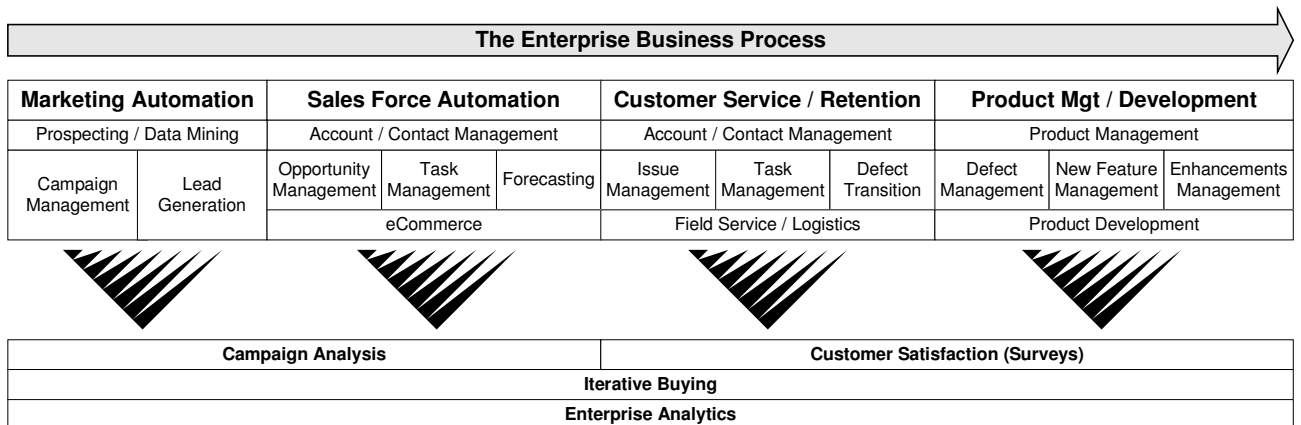 The Enterprise Business Process
Marketing Automation
Sales Force Automation
Customer Service / Retention
Product Mgt / Development
Prospecting / Data Mining
Account / Contact Management
Account / Contact Management
Product Management
Campaign
Management
Lead
Generation
Opportunity
Management
Task
Management
Forecasting
Issue
Management
Task
Management
Defect
Transition
Defect
Management
New Feature
Management
Enhancements
Management
eCommerce
Field Service / Logistics
Product Development
Campaign Analysis
Customer Satisfaction (Surveys)
Iterative Buying
Enterprise Analytics